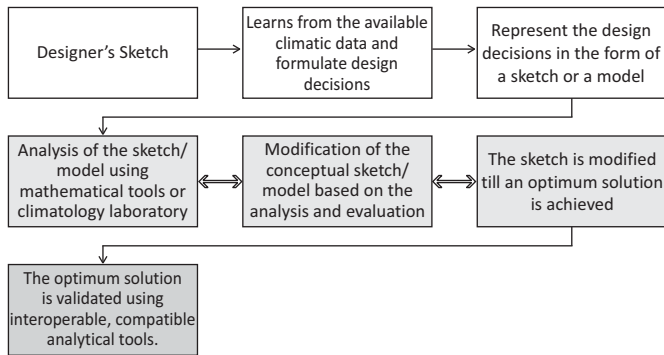 Designer’s Sketch
Learns from the available
climatic data and
formulate design
decisions
Represent the design
decisions in the form of
a sketch or a model
Analysis of the sketch/
model using
mathematical tools or
climatology laboratory
Modification of the
conceptual sketch/
model based on the
analysis and evaluation
The sketch is modified
till an optimum solution
is achieved
The optimum solution
is validated using
interoperable, compatible
analytical tools.